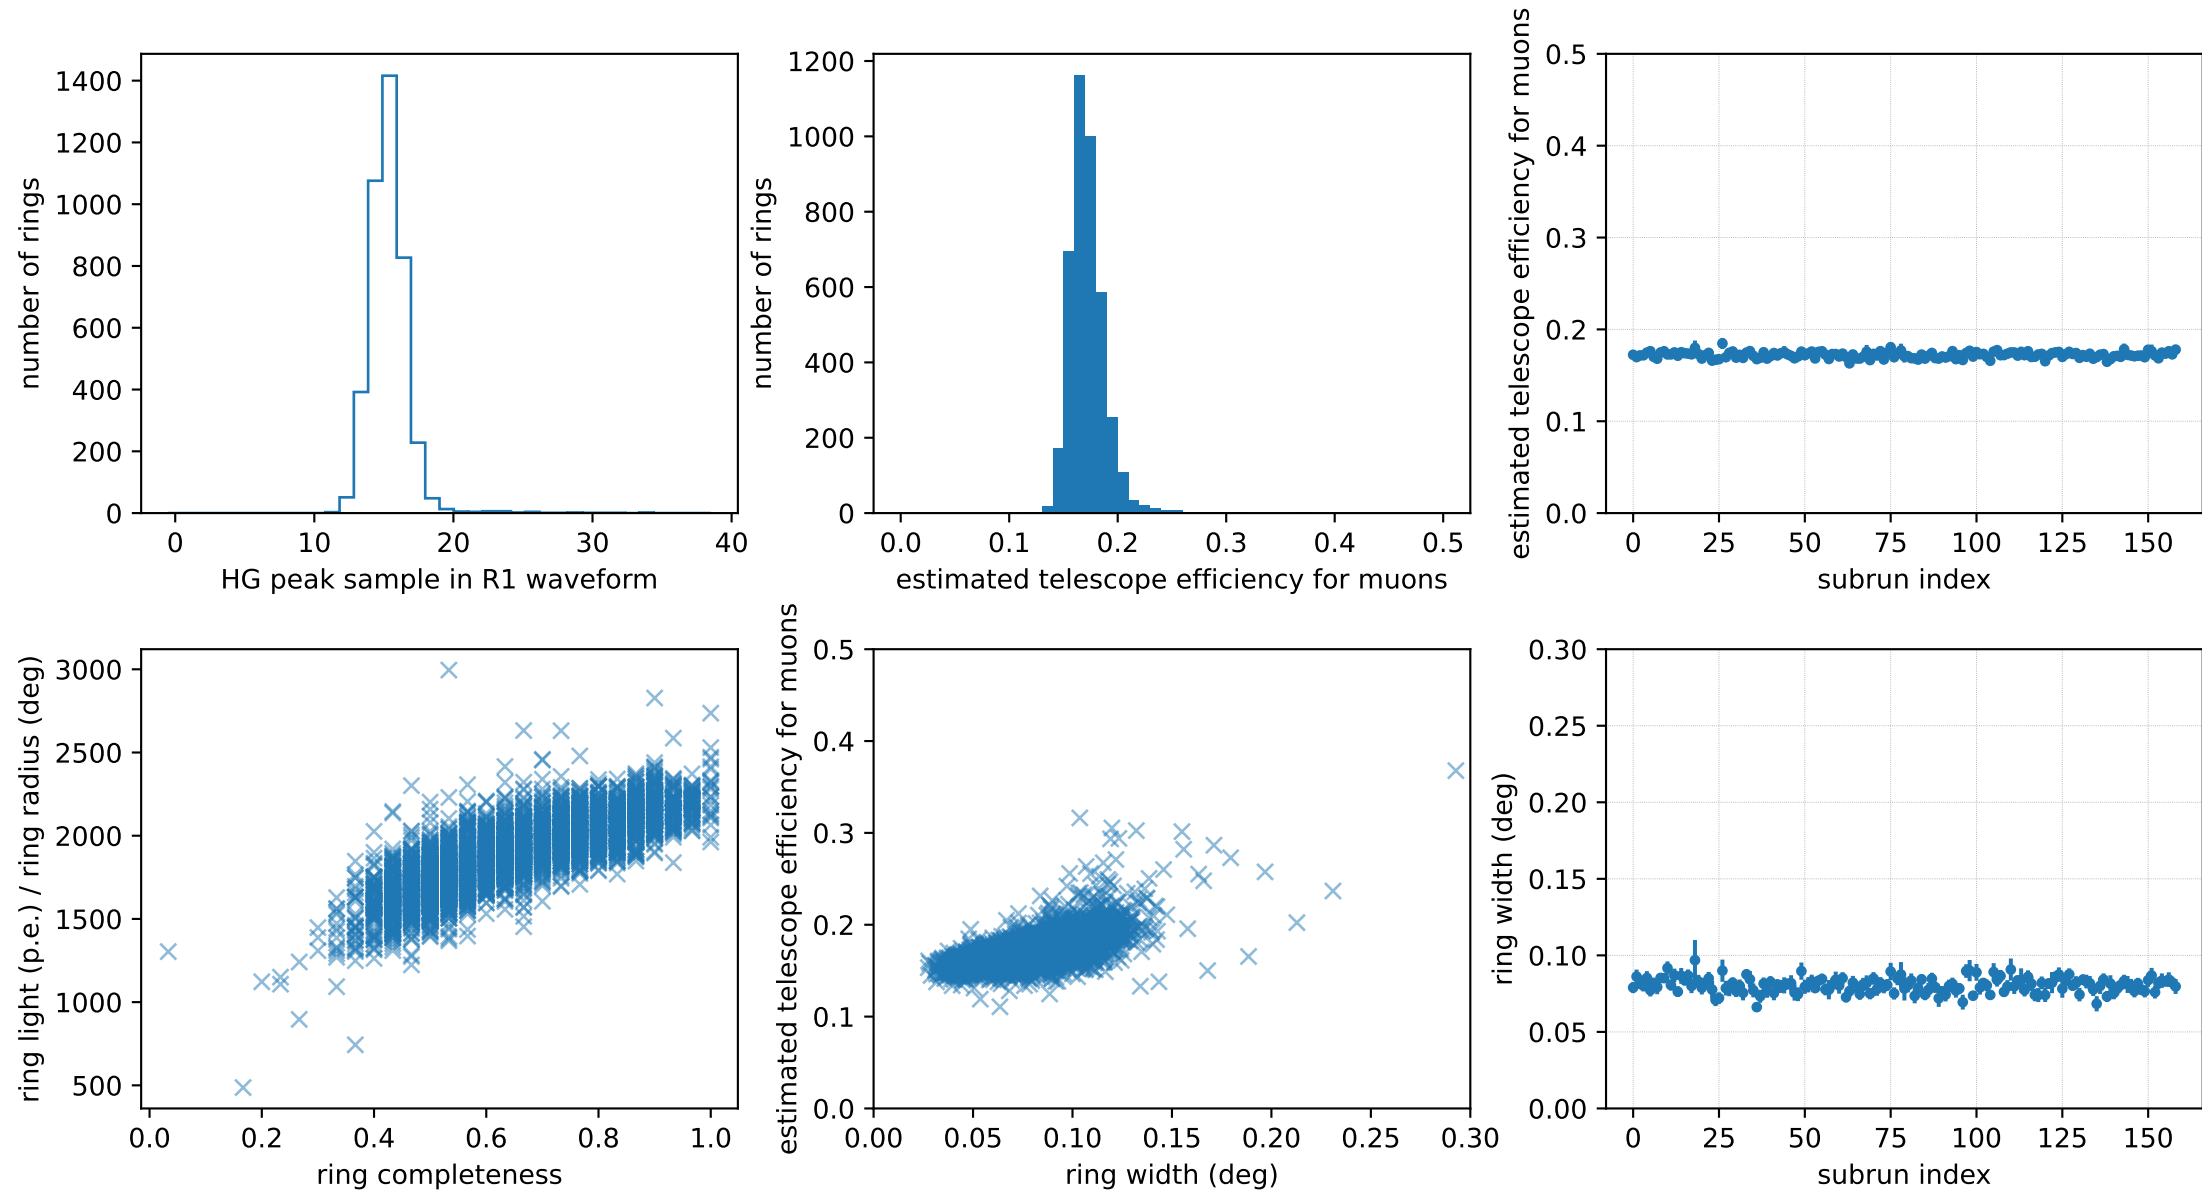 number of rings
1400
1200
1000
800
600
400
200
0
0 10 20 30 40
HG peak sample in R1 waveform
number of rings
1200
1000
800
600
400
200
0
0.0 0.1 0.2 0.3 0.4 0.5
estimated telescope efficiency for muons
estimated telescope efficiency for muons
0.5
0.4
0.3
0.2
0.1
0.0
0 25 50 75 100 125 150
subrun index
ring light (p.e.) / ring radius (deg)
3000
2500
2000
1500
1000
500
0.0 0.2 0.4 0.6 0.8 1.0
ring completeness
estimated telescope efficiency for muons
0.5
0.4
0.3
0.2
0.1
0.0
0.00 0.05 0.10 0.15 0.20 0.25 0.30
ring width (deg)
ring width (deg)
0.30
0.25
0.20
0.15
0.10
0.05
0.00
0 25 50 75 100 125 150
subrun index